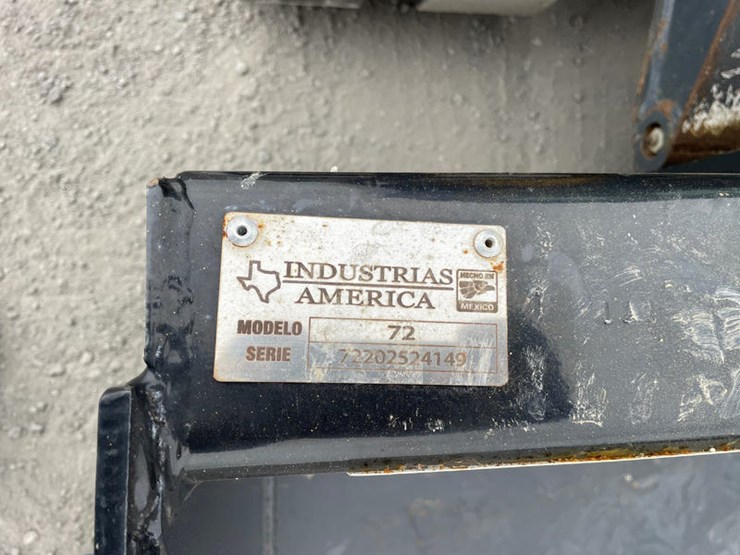 INDUSTRIAS
AMERICA
HECHO EN
MEXICO
MODELO 72
SERIE 72202524149